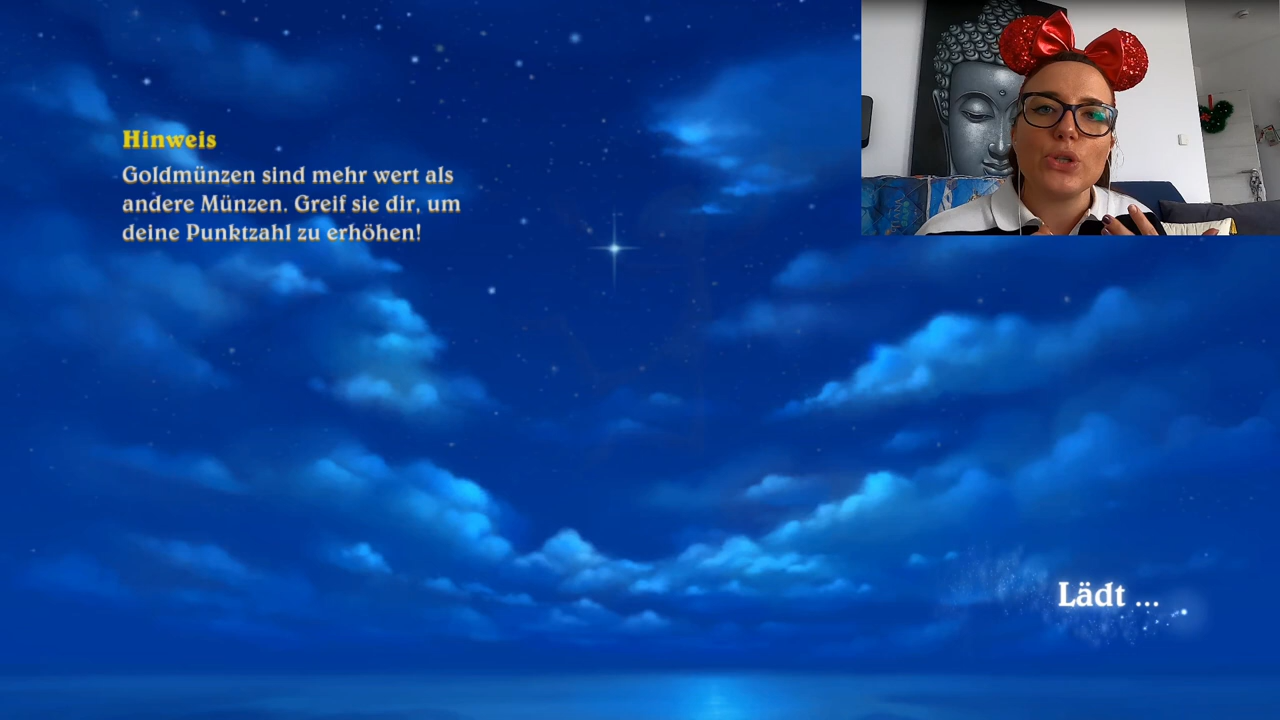 Hinweis
Goldmünzen sind mehr wert als
andere Münzen. Greif sie dir, um
deine Punktzahl zu erhöhen!
Lädt ...